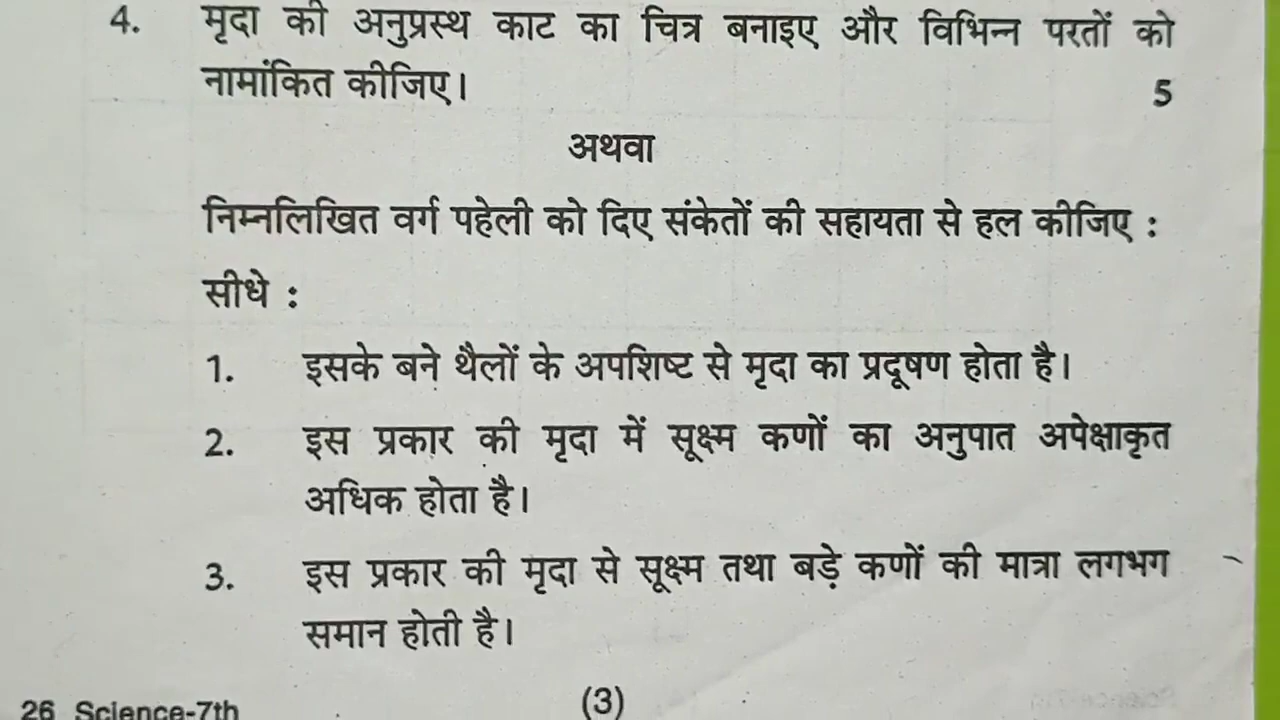 4. मृदा की अनुप्रस्थ काट का चित्र बनाइए और विभिन्न परतों को
नामांकित कीजिए। 5
अथवा
निम्नलिखित वर्ग पहेली को दिए संकेतों की सहायता से हल कीजिए :
सीधे :
1. इसके बने थैलों के अपशिष्ट से मृदा का प्रदूषण होता है।
2. इस प्रकार की मृदा में सूक्ष्म कणों का अनुपात अपेक्षाकृत
अधिक होता है।
3. इस प्रकार की मृदा से सूक्ष्म तथा बड़े कणों की मात्रा लगभग
समान होती है।
26 Science-7th (3)